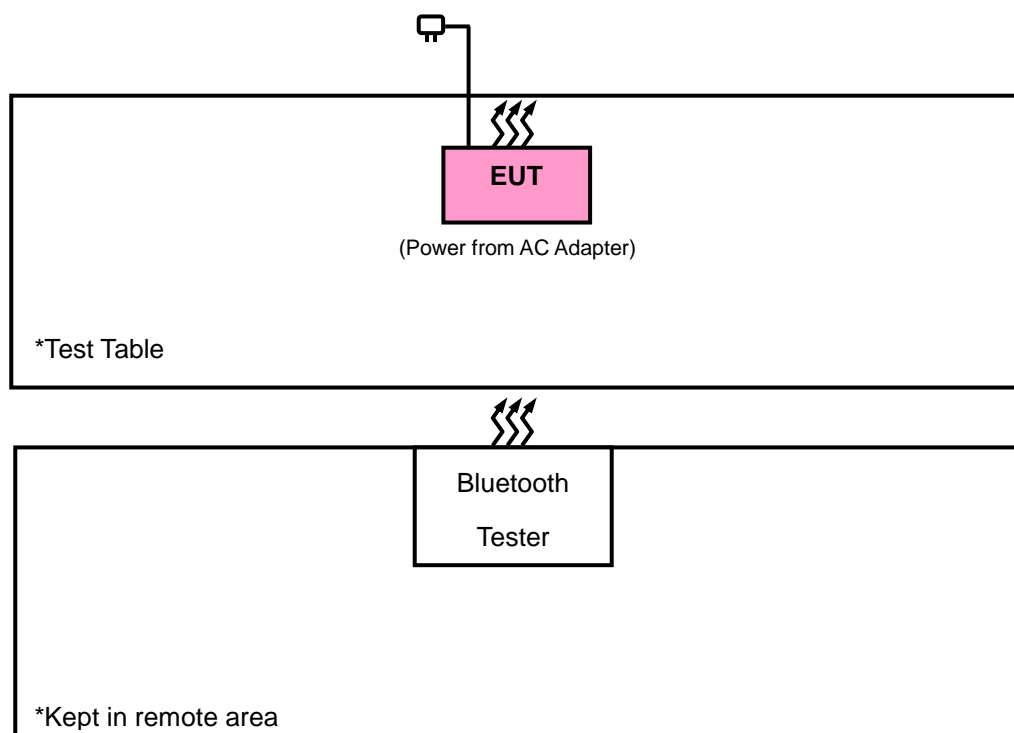 EUT
(Power from AC Adapter)
*Test Table
Bluetooth
Tester
*Kept in remote area